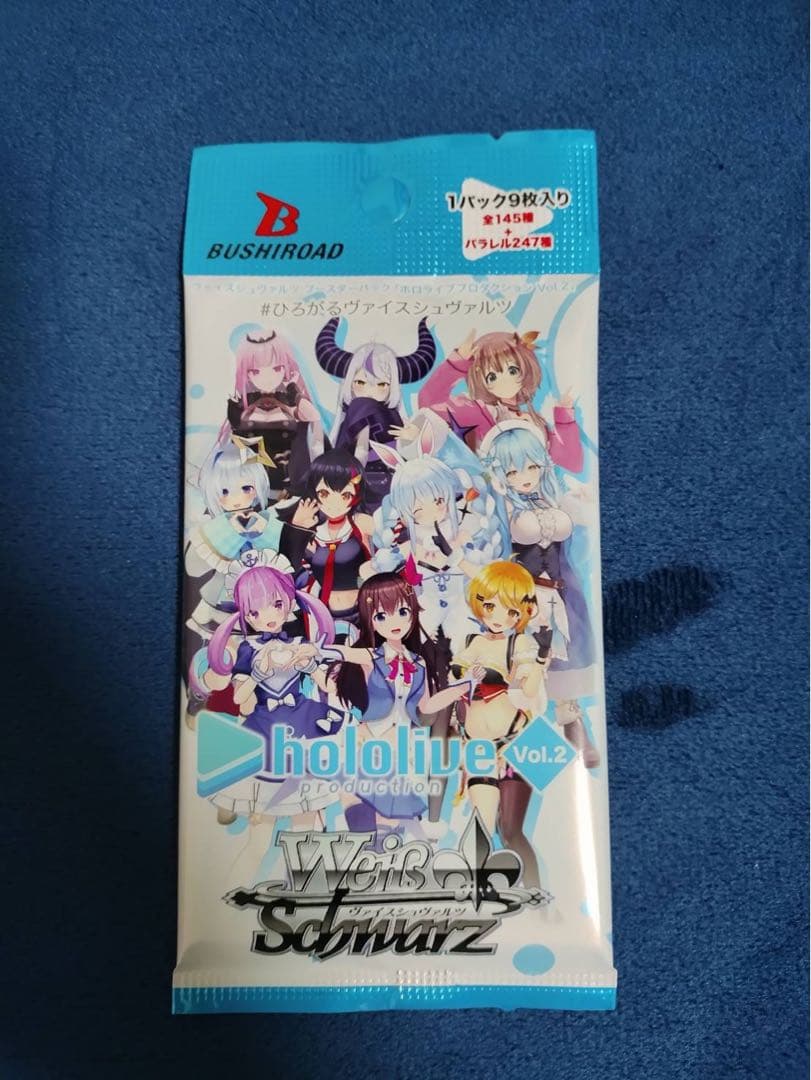 BUSHIROAD
1パック9枚入り
全145種
+
パラレル247種
ヴァイスシュヴァルツ ブースターパック「ホロライブプロダクション Vol.2」
#ひろがるヴァイスシュヴァルツ
hololive
production
Vol.2
Weiß
ヴァイスシュヴァルツ
Schwarz